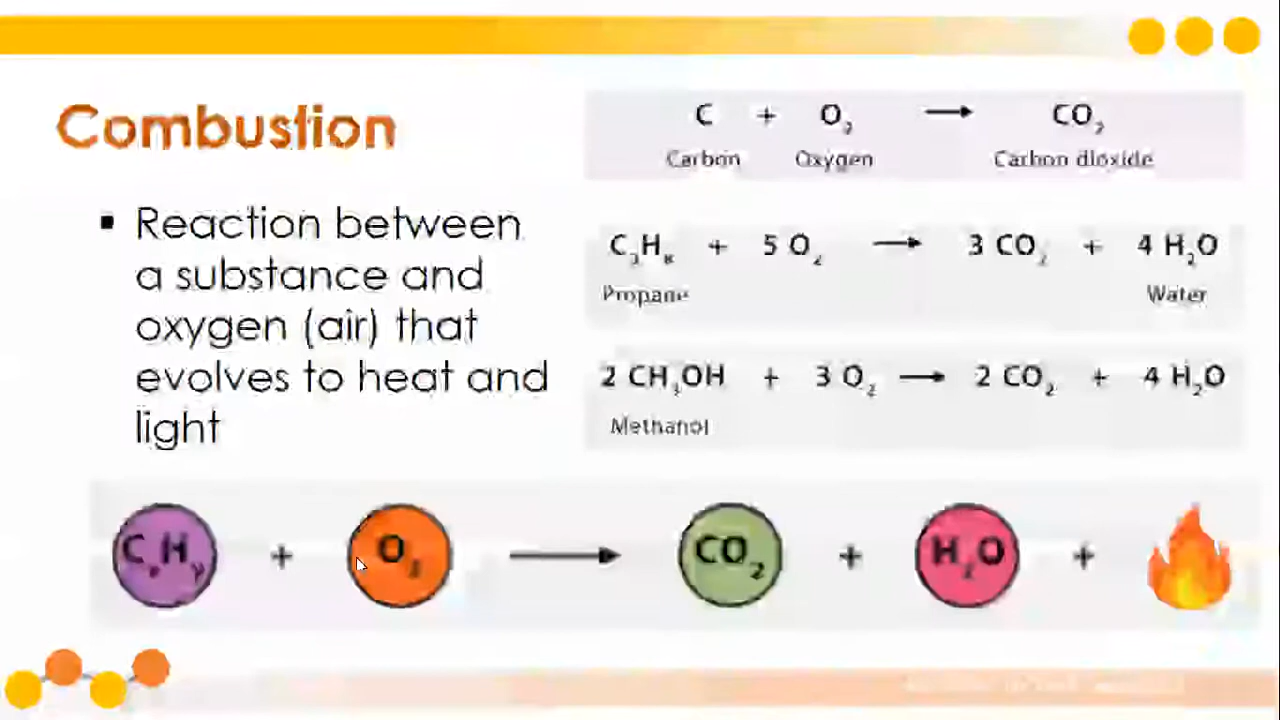 Combustion
▪ Reaction between
a substance and
oxygen (air) that
evolves to heat and
light
C + O₂ → CO₂
Carbon Oxygen Carbon dioxide
C₃H₈ + 5 O₂ → 3 CO₂ + 4 H₂O
Propane Water
2 CH₃OH + 3 O₂ → 2 CO₂ + 4 H₂O
Methanol
CₓHᵧ + O₂ → CO₂ + H₂O +